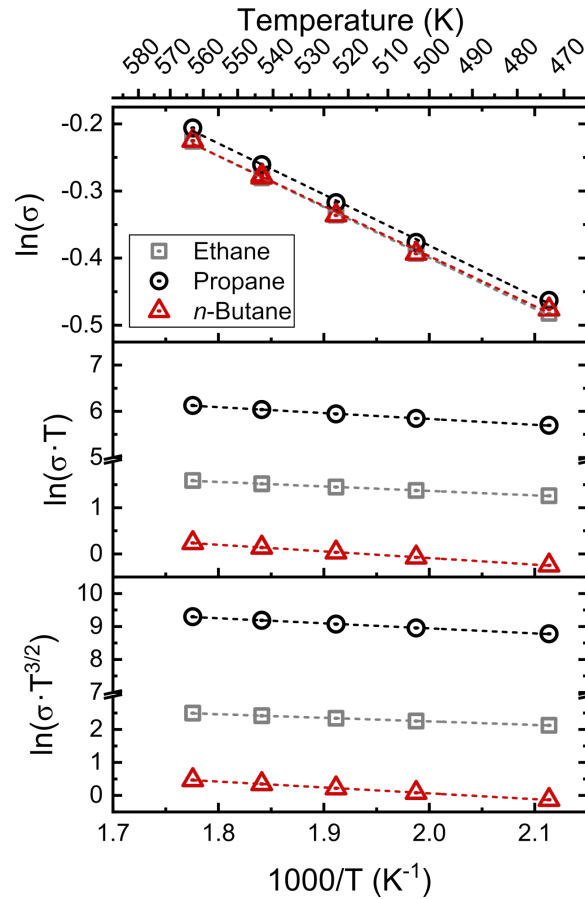 Temperature (K)
580 570 560 550 540 530 520 510 500 490 480 470
-0.2
-0.3
-0.4
-0.5
ln(σ)
Ethane
Propane
n-Butane
7
6
5
1
0
ln(σ·T)
10
9
8
7
2
1
0
ln(σ·T^{3/2})
1.7 1.8 1.9 2.0 2.1
1000/T (K⁻¹)